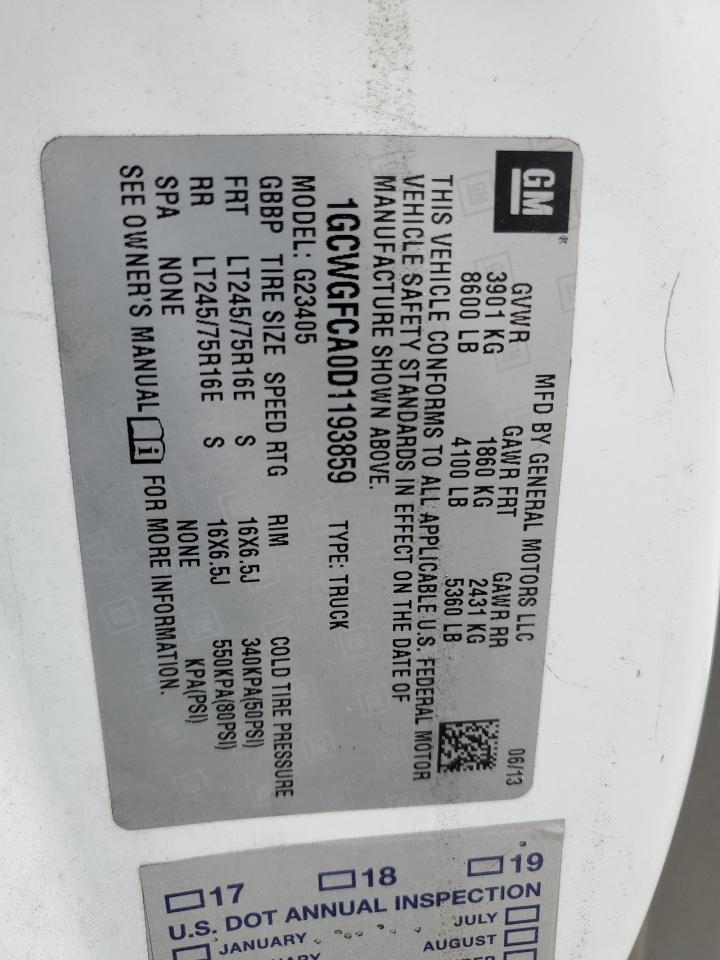 GM®
MFD BY GENERAL MOTORS LLC 06/13
GVWR GAWR FRT GAWR RR
3901 KG 1860 KG 2431 KG
8600 LB 4100 LB 5360 LB
THIS VEHICLE CONFORMS TO ALL APPLICABLE U.S. FEDERAL MOTOR
VEHICLE SAFETY STANDARDS IN EFFECT ON THE DATE OF
MANUFACTURE SHOWN ABOVE.
1GCWGFCA0D1193859 TYPE: TRUCK
MODEL: G23405
GBBP TIRE SIZE SPEED RTG RIM COLD TIRE PRESSURE
FRT LT245/75R16E S 16X6.5J 340KPA(50PSI)
RR LT245/75R16E S 16X6.5J 550KPA(80PSI)
SPA NONE NONE KPA(PSI)
SEE OWNER'S MANUAL i FOR MORE INFORMATION.
17 18 19
U.S. DOT ANNUAL INSPECTION
JANUARY JULY
AUGUST